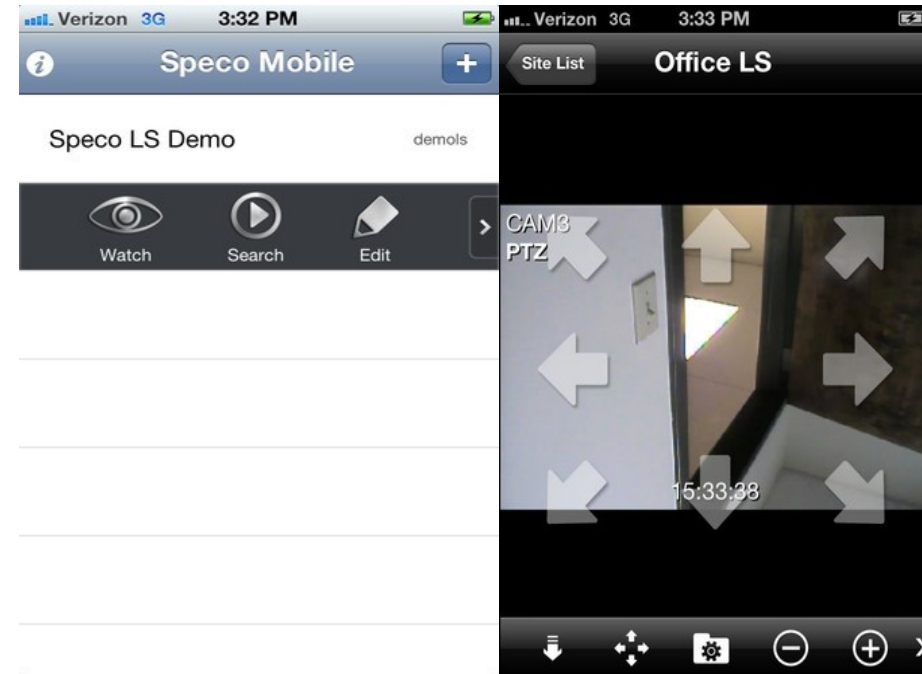 Verizon 3G 3:32 PM
Speco Mobile +
Speco LS Demo demols
Watch Search Edit >
Verizon 3G 3:33 PM
Site List Office LS
CAM3
PTZ
15:33:38